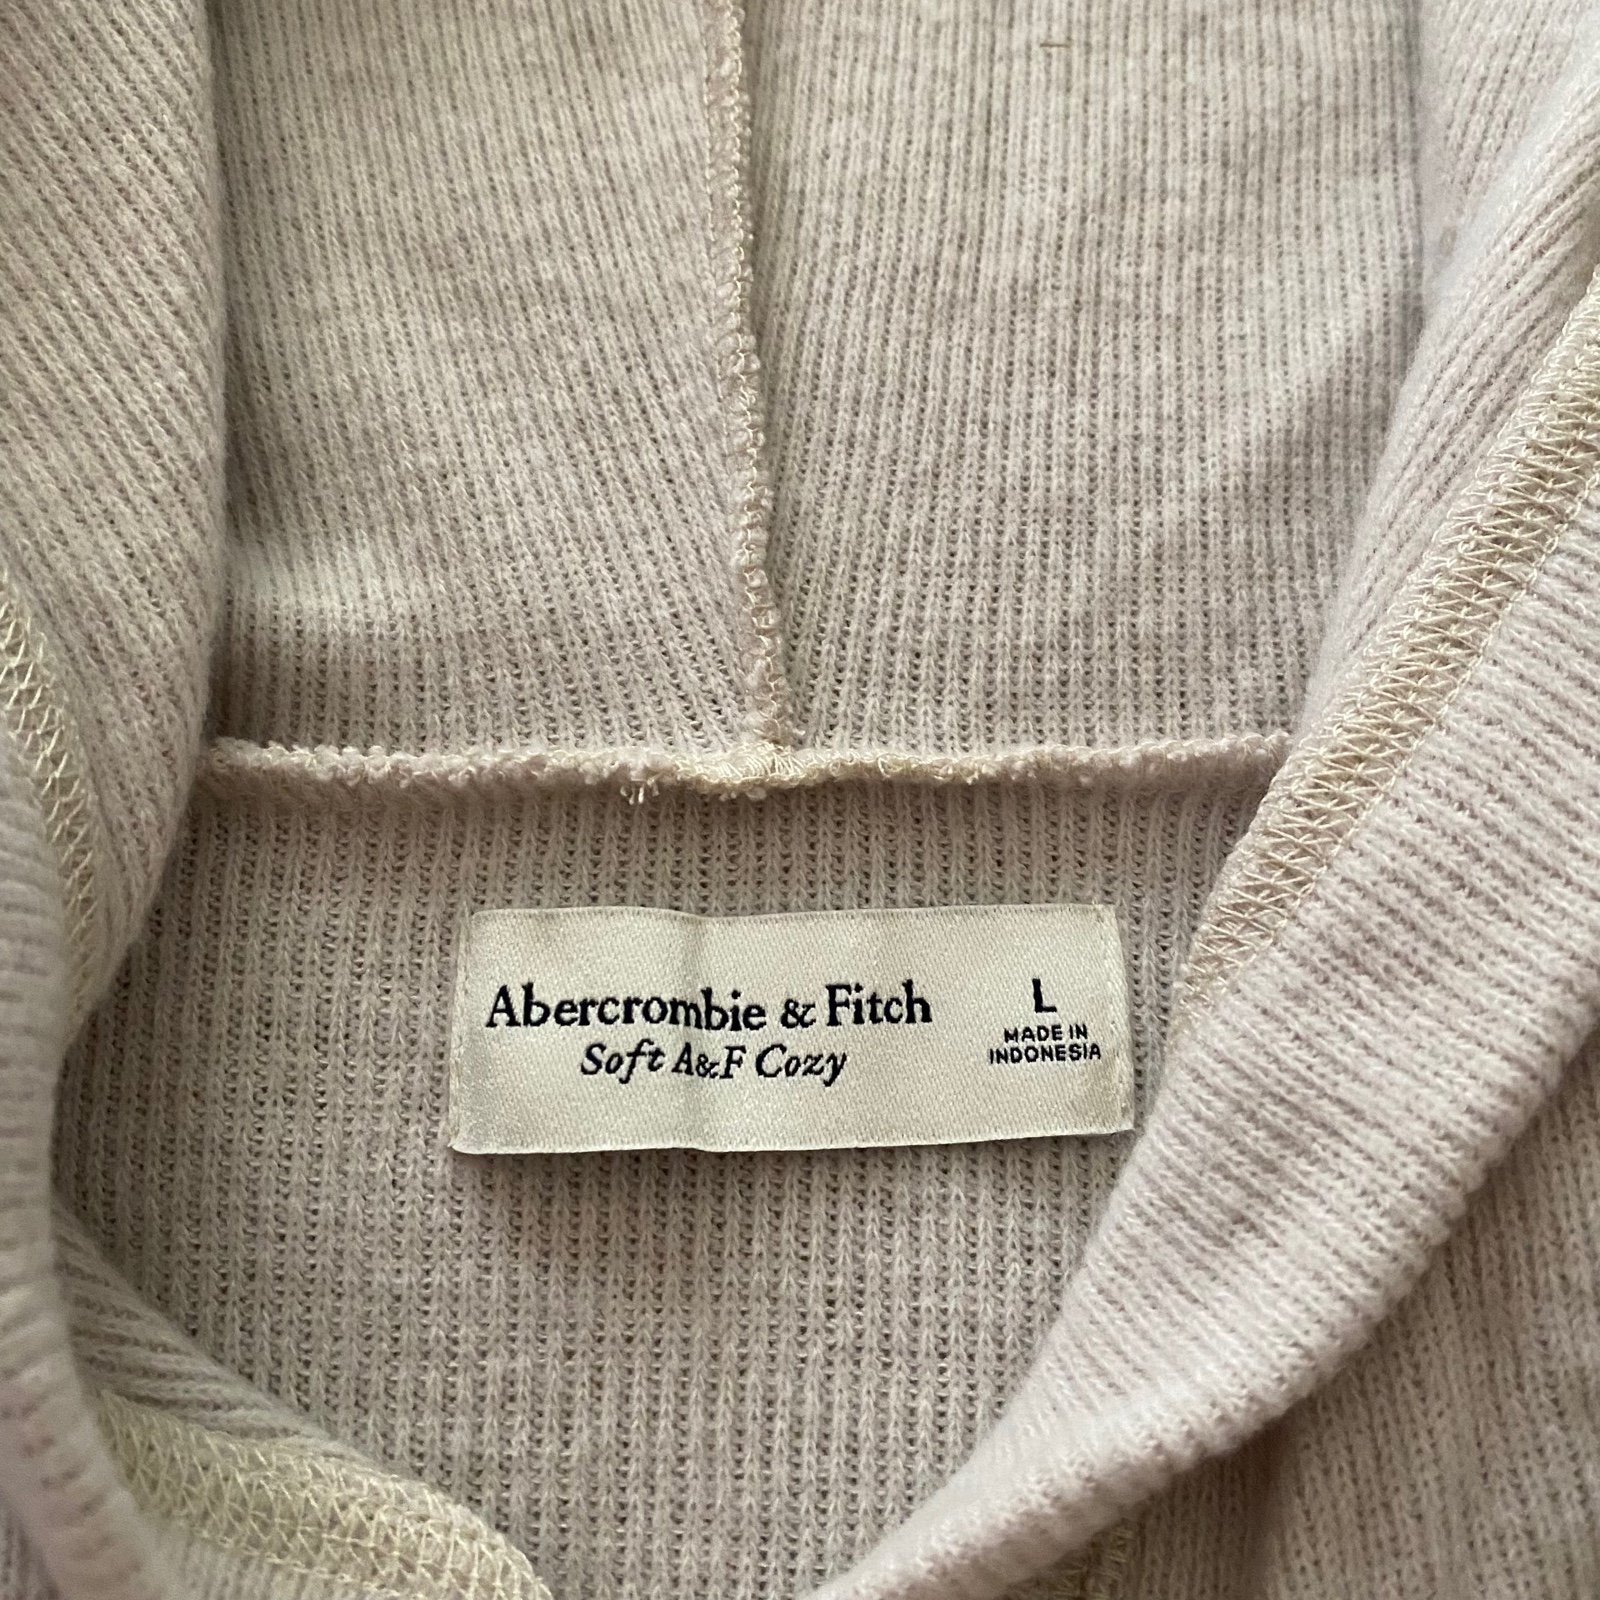 Abercrombie & Fitch
Soft A&F Cozy
L
MADE IN
INDONESIA